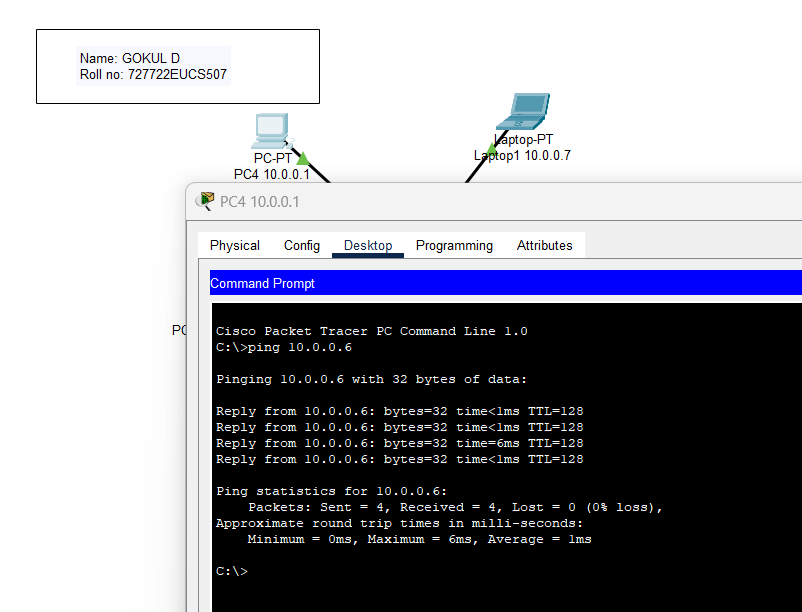 Name: GOKUL D
Roll no: 727722EUCS507
PC-PT
PC4 10.0.0.1
Laptop-PT
Laptop1 10.0.0.7
PC4 10.0.0.1
Physical Config Desktop Programming Attributes
Command Prompt
PC
Cisco Packet Tracer PC Command Line 1.0
C:\>ping 10.0.0.6
Pinging 10.0.0.6 with 32 bytes of data:
Reply from 10.0.0.6: bytes=32 time<1ms TTL=128
Reply from 10.0.0.6: bytes=32 time<1ms TTL=128
Reply from 10.0.0.6: bytes=32 time=6ms TTL=128
Reply from 10.0.0.6: bytes=32 time<1ms TTL=128
Ping statistics for 10.0.0.6:
Packets: Sent = 4, Received = 4, Lost = 0 (0% loss),
Approximate round trip times in milli-seconds:
Minimum = 0ms, Maximum = 6ms, Average = 1ms
C:\>